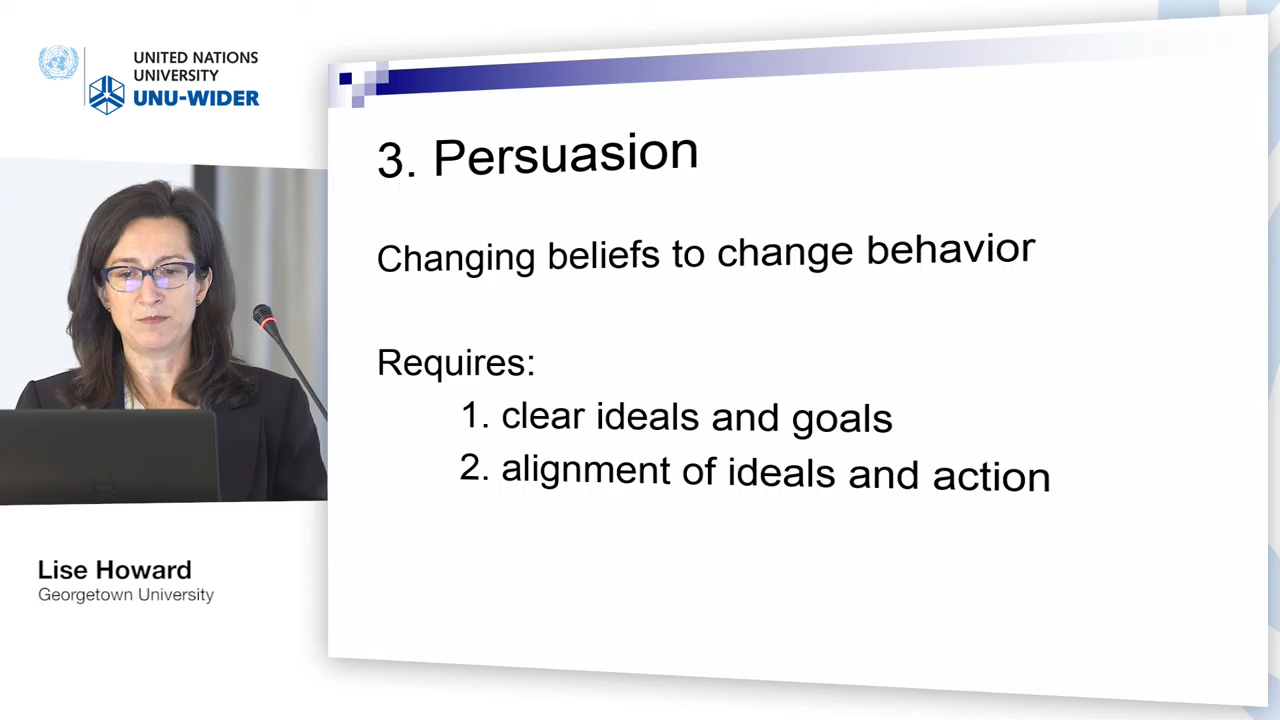 UNITED NATIONS
UNIVERSITY
UNU-WIDER
3. Persuasion
Changing beliefs to change behavior
Requires:
1. clear ideals and goals
2. alignment of ideals and action
Lise Howard
Georgetown University